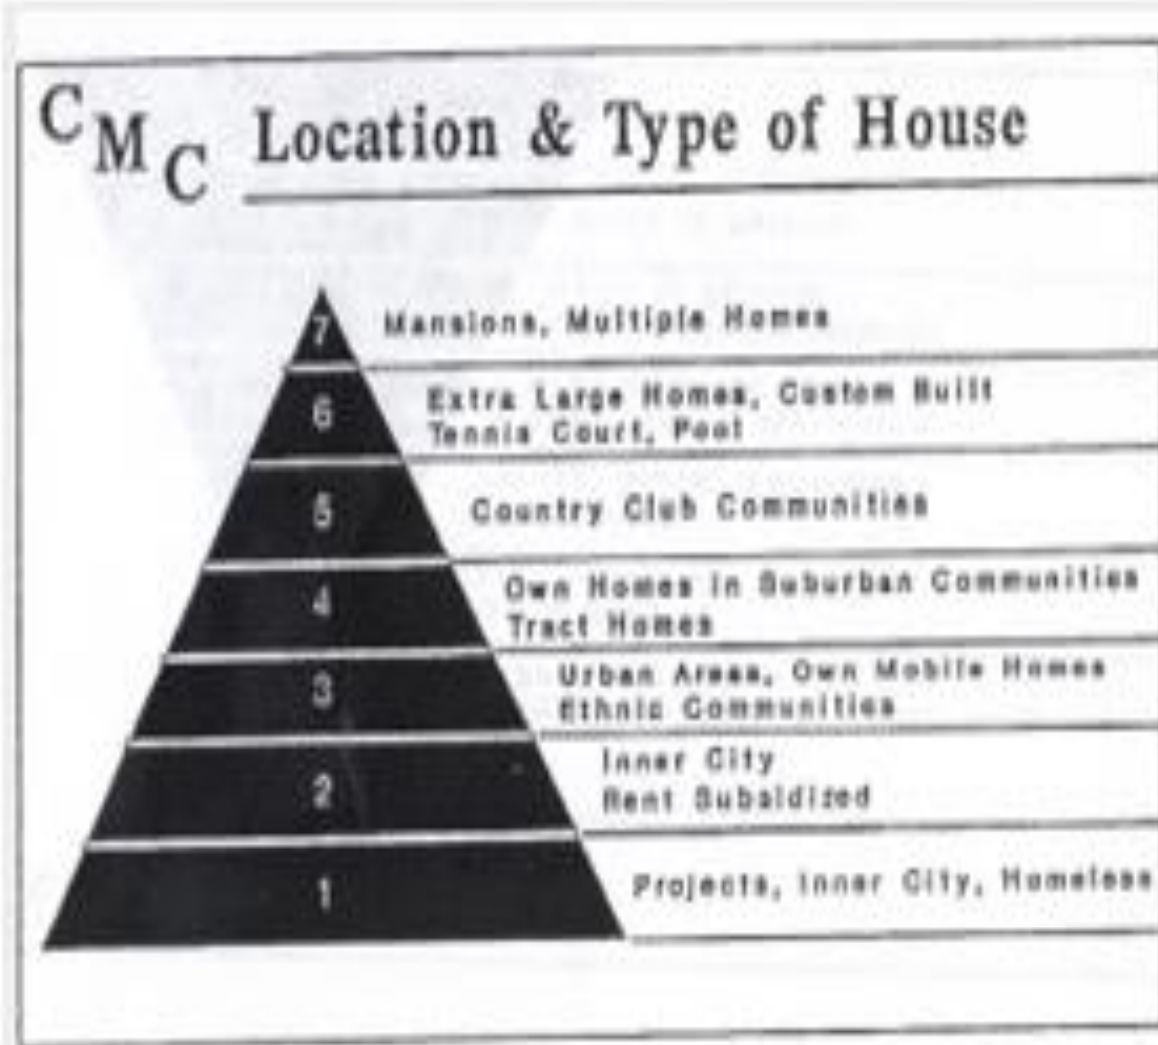 CMC Location & Type of House
7 Mansions, Multiple Homes
6 Extra Large Homes, Custom Built
Tennis Court, Pool
5 Country Club Communities
4 Own Homes in Suburban Communities
Tract Homes
3 Urban Areas, Own Mobile Homes
Ethnic Communities
2 Inner City
Rent Subsidized
1 Projects, Inner City, Homeless